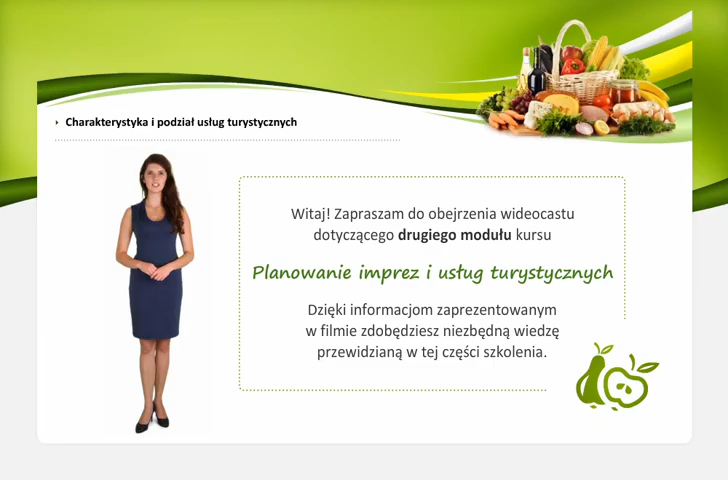 Charakterystyka i podział usług turystycznych
Witaj! Zapraszam do obejrzenia wideocastu
dotyczącego drugiego modułu kursu
Planowanie imprez i usług turystycznych
Dzięki informacjom zaprezentowanym
w filmie zdobędziesz niezbędną wiedzę
przewidzianą w tej części szkolenia.